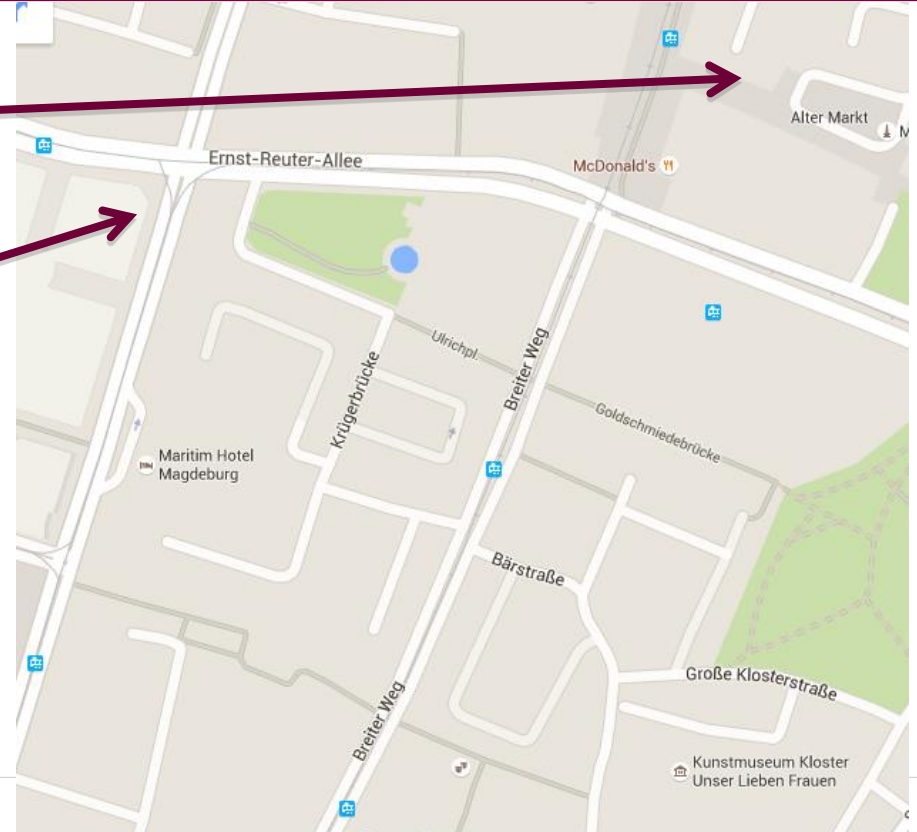 Alter Markt
M
Ernst-Reuter-Allee
McDonald's
Ulrichpl.
Breiter Weg
Krügerbrücke
Goldschmiedebrücke
Maritim Hotel
Magdeburg
Bärstraße
Große Klosterstraße
Breiter Weg
Kunstmuseum Kloster
Unser Lieben Frauen